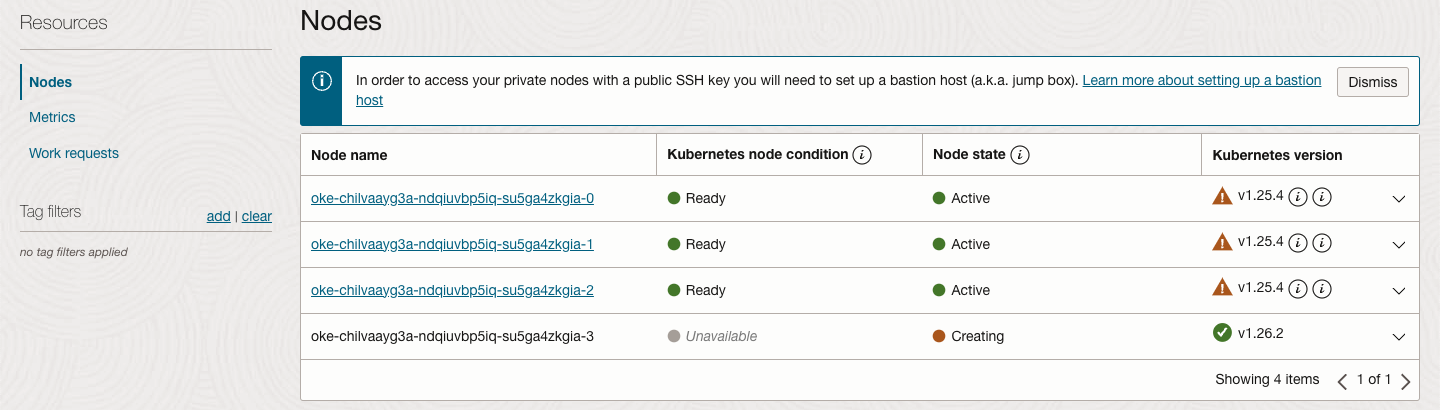 Resources
Nodes
Metrics
Work requests
Tag filters
add | clear
no tag filters applied
Nodes
In order to access your private nodes with a public SSH key you will need to set up a bastion host (a.k.a. jump box). Learn more about setting up a bastion
host
Dismiss
Node name Kubernetes node condition i Node state i Kubernetes version
oke-chilvaayg3a-ndqiuvbp5iq-su5ga4zkgia-0 Ready Active v1.25.4 i i
oke-chilvaayg3a-ndqiuvbp5iq-su5ga4zkgia-1 Ready Active v1.25.4 i i
oke-chilvaayg3a-ndqiuvbp5iq-su5ga4zkgia-2 Ready Active v1.25.4 i i
oke-chilvaayg3a-ndqiuvbp5iq-su5ga4zkgia-3 Unavailable Creating v1.26.2
Showing 4 items 1 of 1